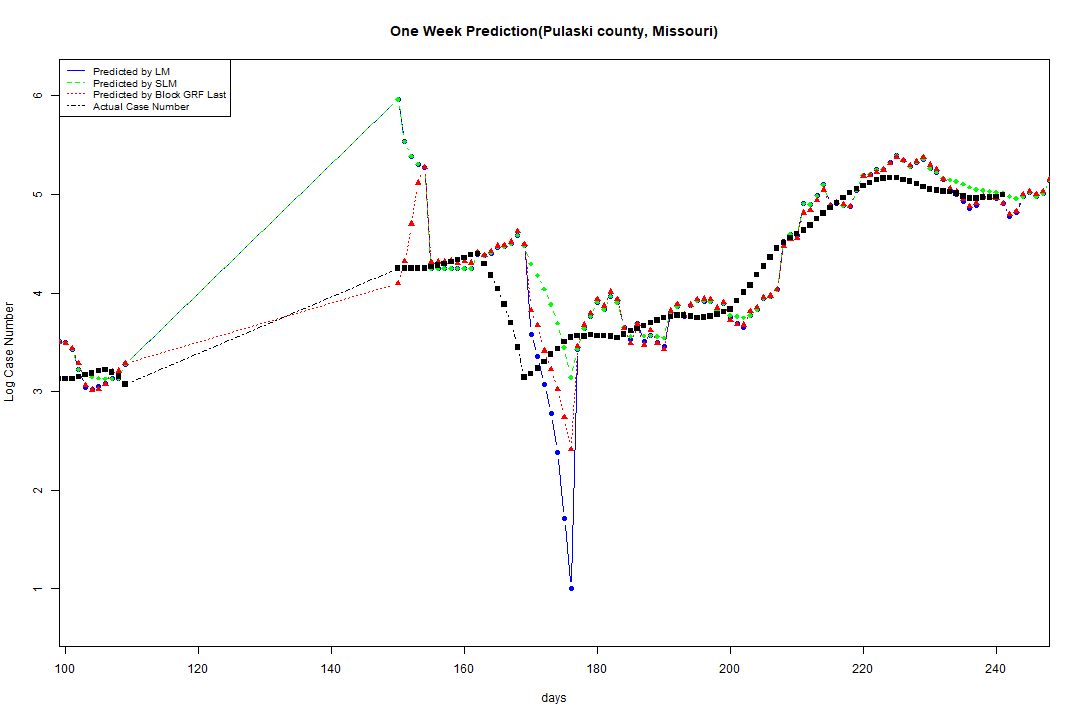 One Week Prediction(Pulaski county, Missouri)
Predicted by LM
Predicted by SLM
Predicted by Block GRF Last
Actual Case Number
6
5
4
3
2
1
Log Case Number
100 120 140 160 180 200 220 240
days